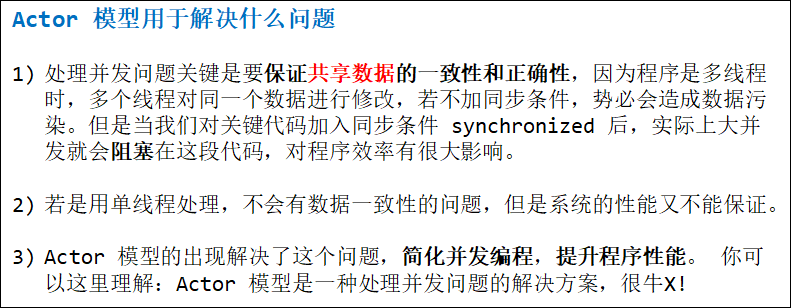 Actor 模型用于解决什么问题
1) 处理并发问题关键是要保证共享数据的一致性和正确性，因为程序是多线程
时，多个线程对同一个数据进行修改，若不加同步条件，势必会造成数据污
染。但是当我们对关键代码加入同步条件 synchronized 后，实际上大并
发就会阻塞在这段代码，对程序效率有很大影响。
2) 若是用单线程处理，不会有数据一致性的问题，但是系统的性能又不能保证。
3) Actor 模型的出现解决了这个问题，简化并发编程，提升程序性能。 你可
以这里理解：Actor 模型是一种处理并发问题的解决方案，很牛X!